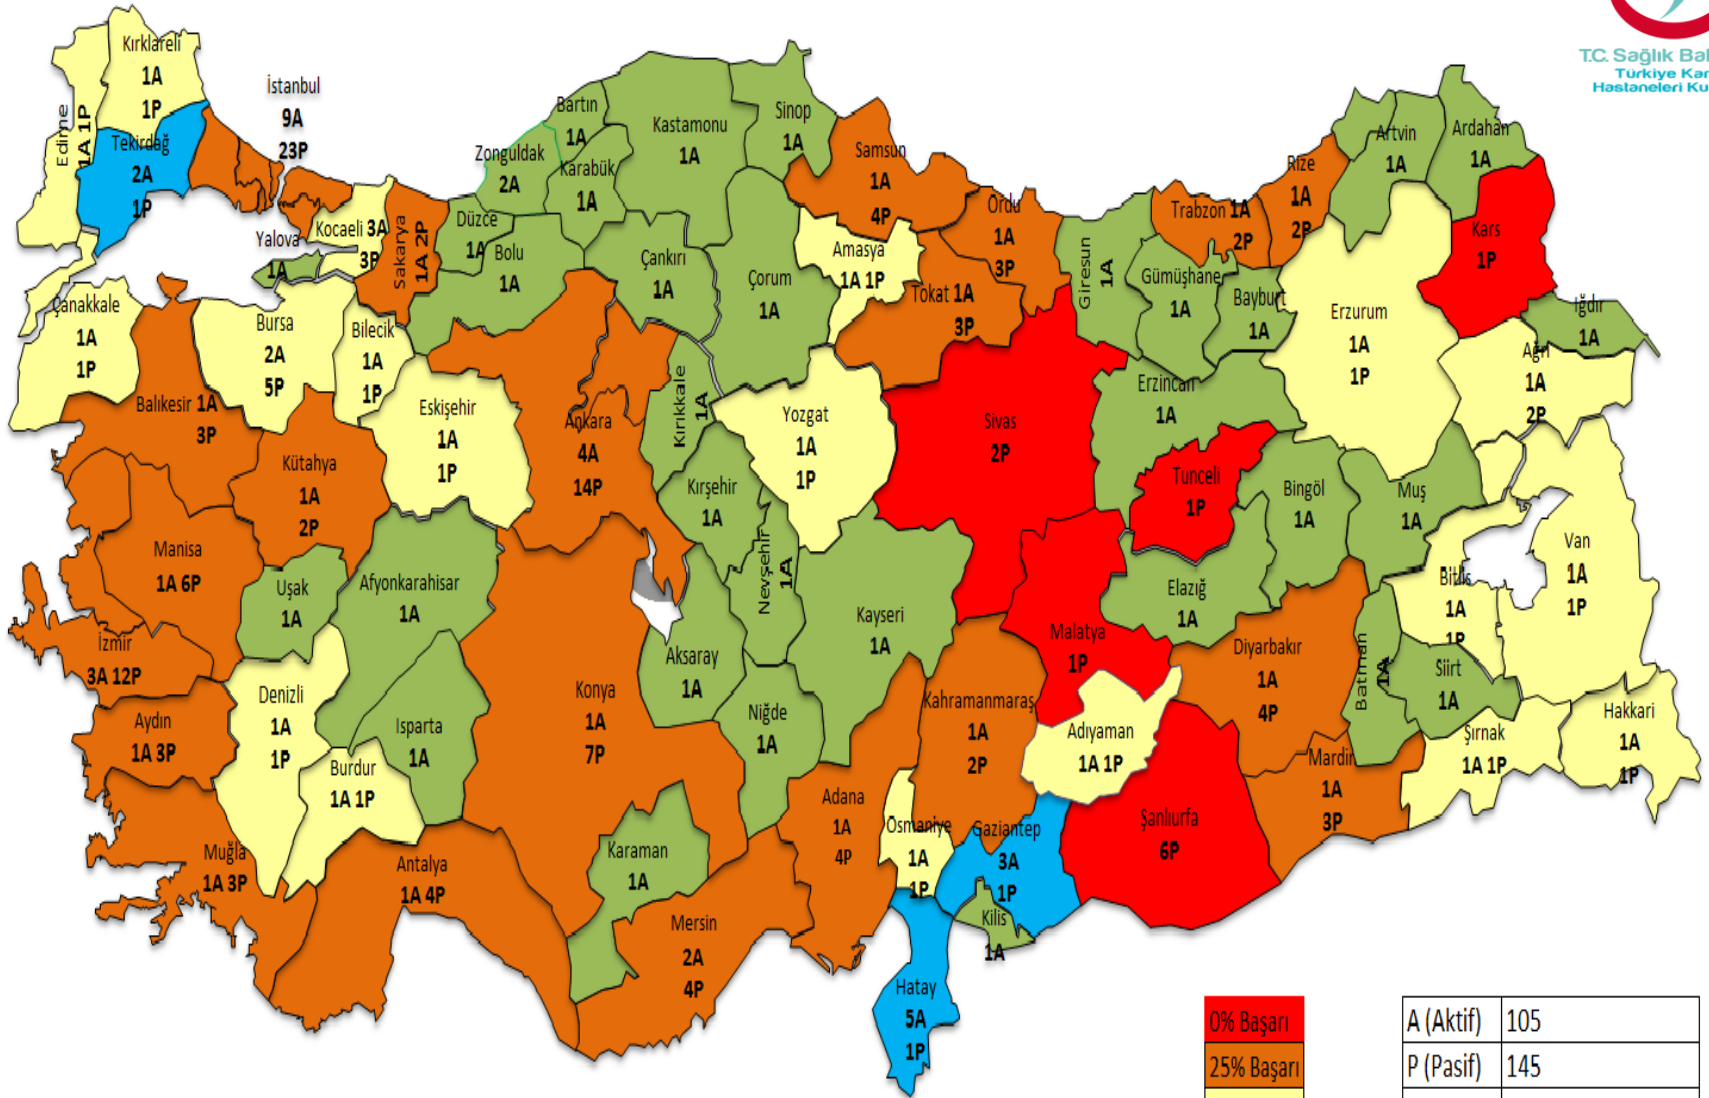 T.C. Sağlık Ba
Türkiye Ka
Hastaneleri Ku
Kırklareli
1A
1P
Edirne
1A 1P
Tekirdağ
2A
1P
İstanbul
9A
23P
Kocaeli 3A
3P
Yalova
1A
Sakarya
1A 2P
Düzce
1A
Bolu
1A
Zonguldak
2A
Bartın
1A
Karabük
1A
Kastamonu
1A
Sinop
1A
Çankırı
1A
Çorum
1A
Samsun
1A
4P
Amasya
1A 1P
Ordu
1A
3P
Tokat 1A
3P
Giresun
1A
Gümüşhane
1A
Trabzon 1A
2P
Bayburt
1A
Rize
1A
2P
Artvin
1A
Ardahan
1A
Kars
1P
Iğdır
1A
Ağrı
1A
2P
Erzurum
1A
1P
Erzincan
1A
Çanakkale
1A
1P
Balıkesir 1A
3P
Bursa
2A
5P
Bilecik
1A
1P
Kütahya
1A
2P
Eskişehir
1A
1P
Ankara
4A
14P
Kırıkkale
1A
Kırşehir
1A
Yozgat
1A
1P
Sivas
2P
Tunceli
1P
Bingöl
1A
Muş
1A
Van
1A
1P
Bitlis
1A
1P
Manisa
1A 6P
Uşak
1A
Afyonkarahisar
1A
Nevşehir
1A
Kayseri
1A
Malatya
1P
Elazığ
1A
Diyarbakır
1A
4P
Batman
1A
Siirt
1A
İzmir
3A 12P
Aydın
1A 3P
Denizli
1A
1P
Isparta
1A
Burdur
1A 1P
Konya
1A
7P
Aksaray
1A
Niğde
1A
Kahramanmaraş
1A
2P
Adıyaman
1A 1P
Şanlıurfa
6P
Mardin
1A
3P
Şırnak
1A 1P
Hakkari
1A
1P
Muğla
1A 3P
Antalya
1A 4P
Karaman
1A
Mersin
2A
4P
Adana
1A
4P
Osmaniye
1A
1P
Gaziantep
3A
1P
Kilis
1A
Hatay
5A
1P
0% Başarı
25% Başarı
A (Aktif) 105
P (Pasif) 145